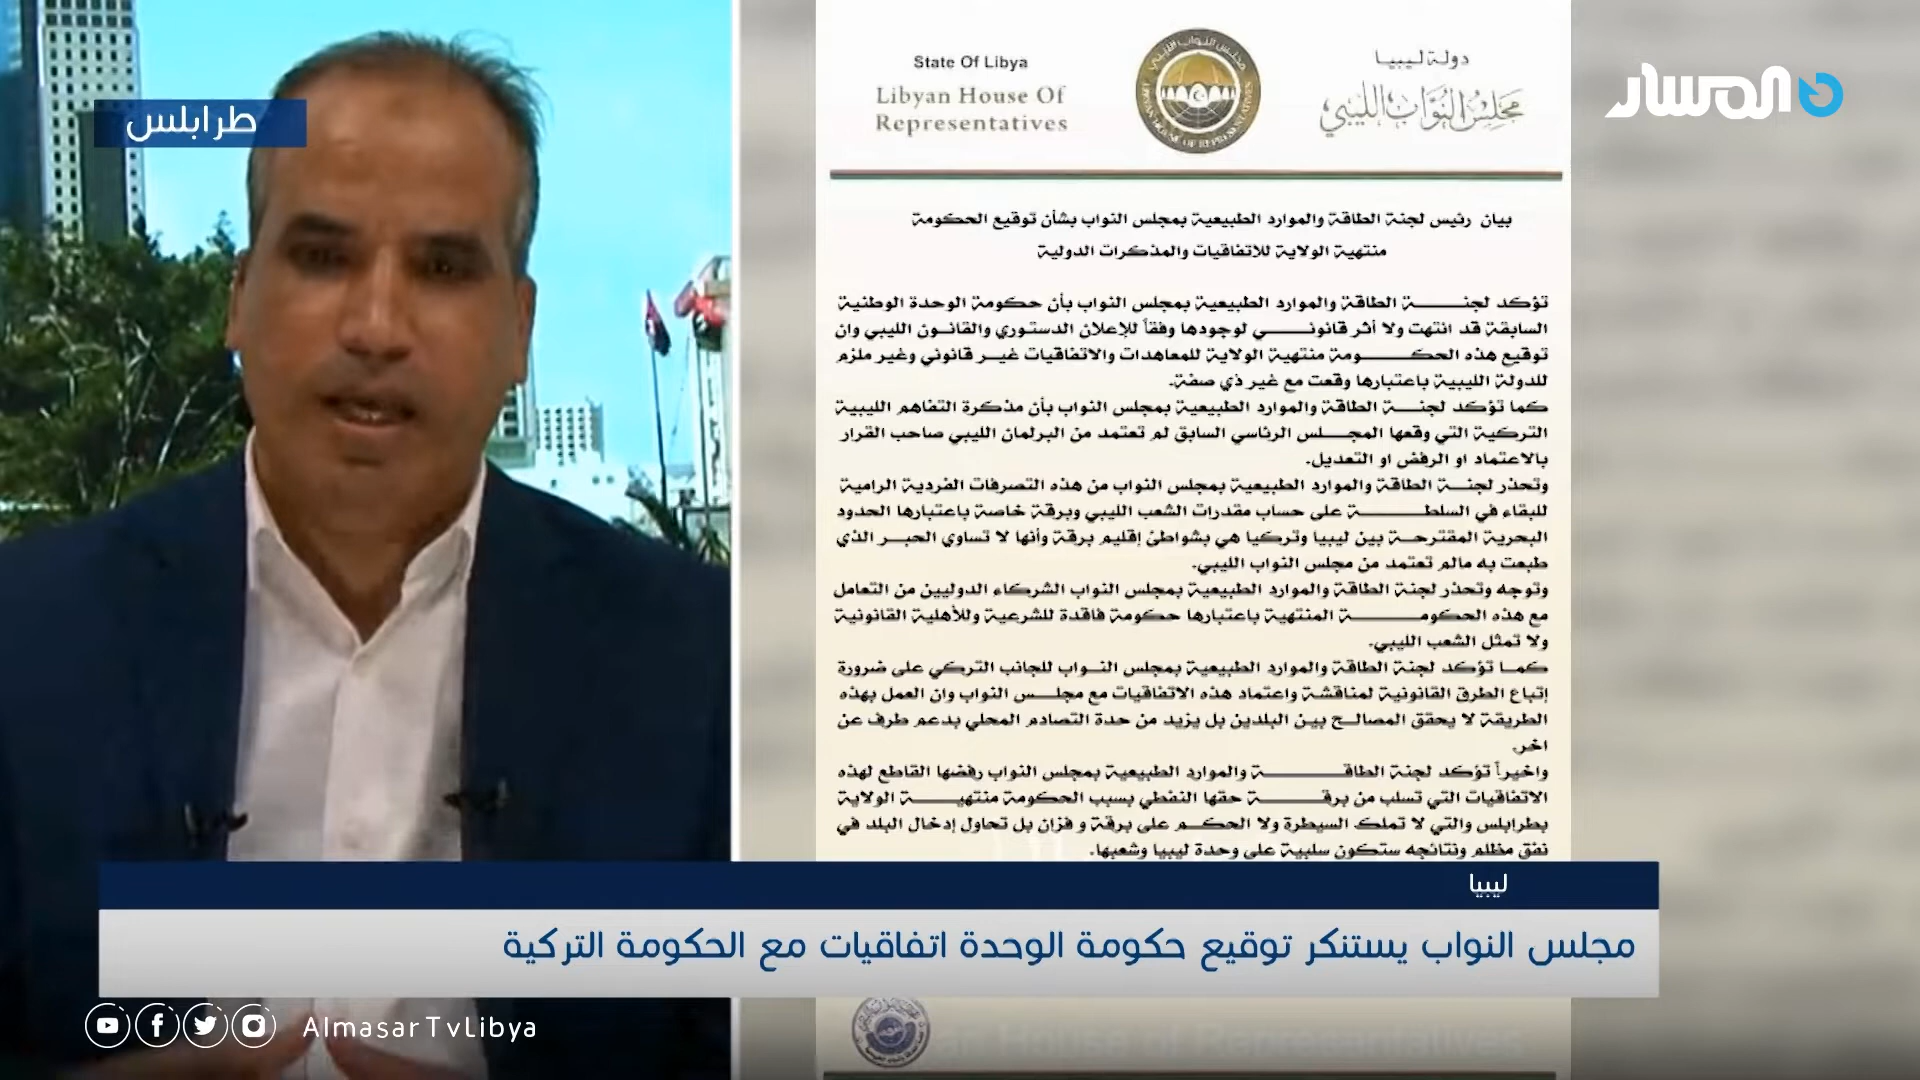 طرابلس
المسار
State Of Libya
Libyan House Of
Representatives
دولة ليبيا
مجلس النواب الليبي
بيان رئيس لجنة الطاقة والموارد الطبيعية بمجلس النواب بشأن توقيع الحكومة
منتهية الولاية للاتفاقيات والمذكرات الدولية
تؤكد لجنة الطاقة والموارد الطبيعية بمجلس النواب بأن حكومة الوحدة الوطنية
السابقة قد انتهت ولا أثر قانوني لوجودها وفقاً للإعلان الدستوري والقانون الليبي وان
توقيع هذه الحكومة منتهية الولاية للمعاهدات والاتفاقيات غير قانوني وغير ملزم
للدولة الليبية باعتبارها وقعت مع غير ذي صفة.
كما تؤكد لجنة الطاقة والموارد الطبيعية بمجلس النواب بأن مذكرة التفاهم الليبية
التركية التي وقعها المجلس الرئاسي السابق لم تعتمد من البرلمان الليبي صاحب القرار
بالاعتماد او الرفض او التعديل.
وتحذر لجنة الطاقة والموارد الطبيعية بمجلس النواب من هذه التصرفات الفردية الرامية
للبقاء في السلطة على حساب مقدرات الشعب الليبي وبرقة خاصة باعتبارها الحدود
البحرية المقترحة بين ليبيا وتركيا هي بشواطئ إقليم برقة وأنها لا تساوي الحبر الذي
طبعت به مالم تعتمد من مجلس النواب الليبي.
وتوجه وتحذر لجنة الطاقة والموارد الطبيعية بمجلس النواب الشركاء الدوليين من التعامل
مع هذه الحكومة المنتهية باعتبارها حكومة فاقدة للشرعية وللأهلية القانونية
ولا تمثل الشعب الليبي.
كما تؤكد لجنة الطاقة والموارد الطبيعية بمجلس النواب للجانب التركي على ضرورة
إتباع الطرق القانونية لمناقشة واعتماد هذه الاتفاقيات مع مجلس النواب وان العمل بهذه
الطريقة لا يحقق المصالح بين البلدين بل يزيد من حدة التصادم المحلي بدعم طرف عن
اخر.
واخيراً تؤكد لجنة الطاقة والموارد الطبيعية بمجلس النواب رفضها القاطع لهذه
الاتفاقيات التي تسلب من برقة حقها النفطي بسبب الحكومة منتهية الولاية
بطرابلس والتي لا تملك السيطرة ولا الحكم على برقة و فزان بل تحاول إدخال البلد في
نفق مظلم ونتائجه ستكون سلبية على وحدة ليبيا وشعبها.
ليبيا
مجلس النواب يستنكر توقيع حكومة الوحدة اتفاقيات مع الحكومة التركية
AlmasarTvLibya